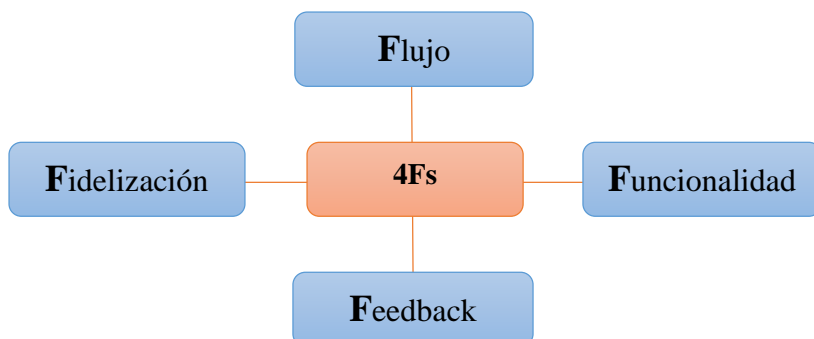 Flujo
Fidelización
4Fs
Funcionalidad
Feedback